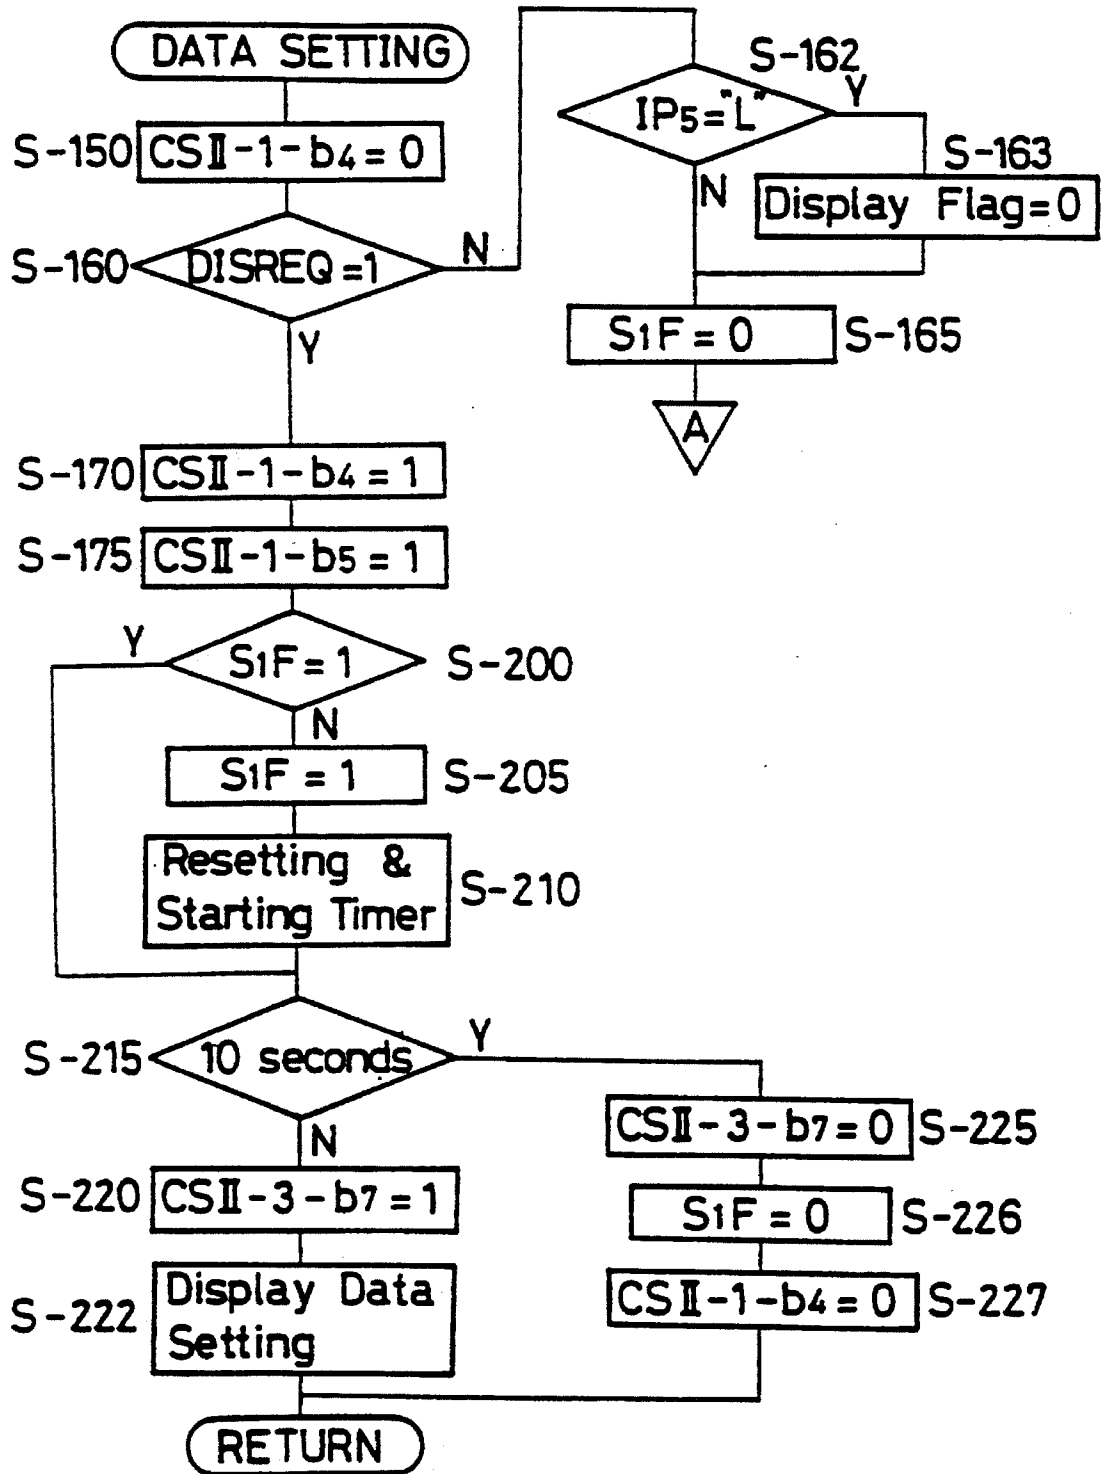 DATA SETTING
S-150 CSⅡ-1-b4=0
S-160 DISREQ=1
N
Y
S-162
IP5="L"
Y
N
S-163
Display Flag=0
S1F=0 S-165
A
S-170 CSⅡ-1-b4=1
S-175 CSⅡ-1-b5=1
Y
S1F=1 S-200
N
S1F=1 S-205
Resetting &
Starting Timer
S-210
S-215 10 seconds
Y
N
S-220 CSⅡ-3-b7=1
S-222
Display Data
Setting
CSⅡ-3-b7=0 S-225
S1F=0 S-226
CSⅡ-1-b4=0 S-227
RETURN